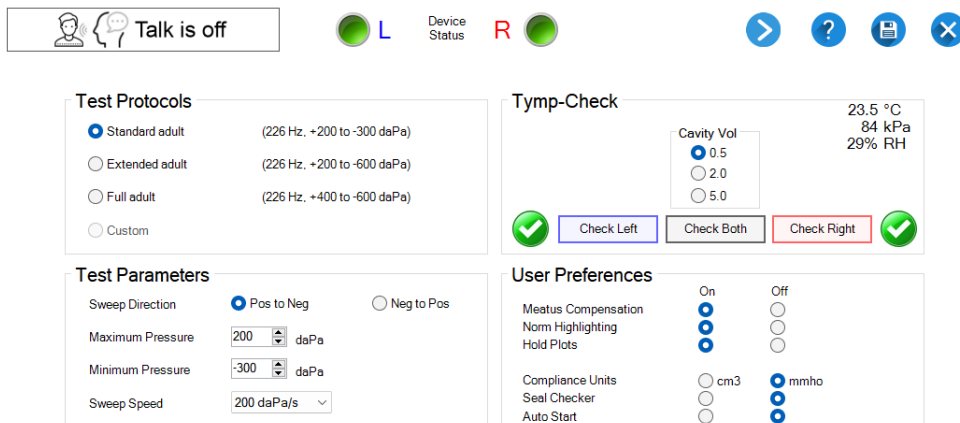 Talk is off
L
Device
Status
R
?
Test Protocols
Standard adult (226 Hz, +200 to -300 daPa)
Extended adult (226 Hz, +200 to -600 daPa)
Full adult (226 Hz, +400 to -600 daPa)
Custom
Tymp-Check
23.5 °C
84 kPa
29% RH
Cavity Vol
0.5
2.0
5.0
Check Left Check Both Check Right
Test Parameters
Sweep Direction Pos to Neg Neg to Pos
Maximum Pressure 200 daPa
Minimum Pressure -300 daPa
Sweep Speed 200 daPa/s
User Preferences
On Off
Meatus Compensation
Norm Highlighting
Hold Plots
Compliance Units cm3 mmho
Seal Checker
Auto Start